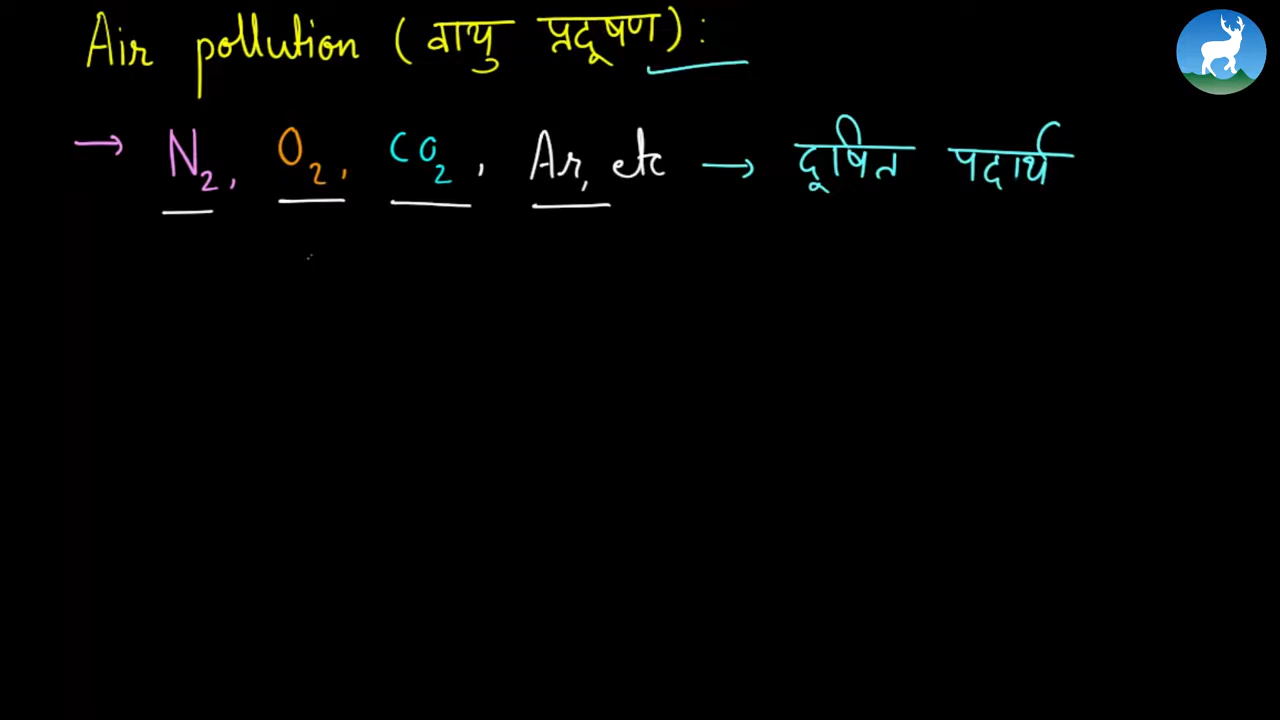 Air pollution (वायु प्रदूषण) :
→ N₂, O₂, CO₂, Ar, etc → दूषित पदार्थ